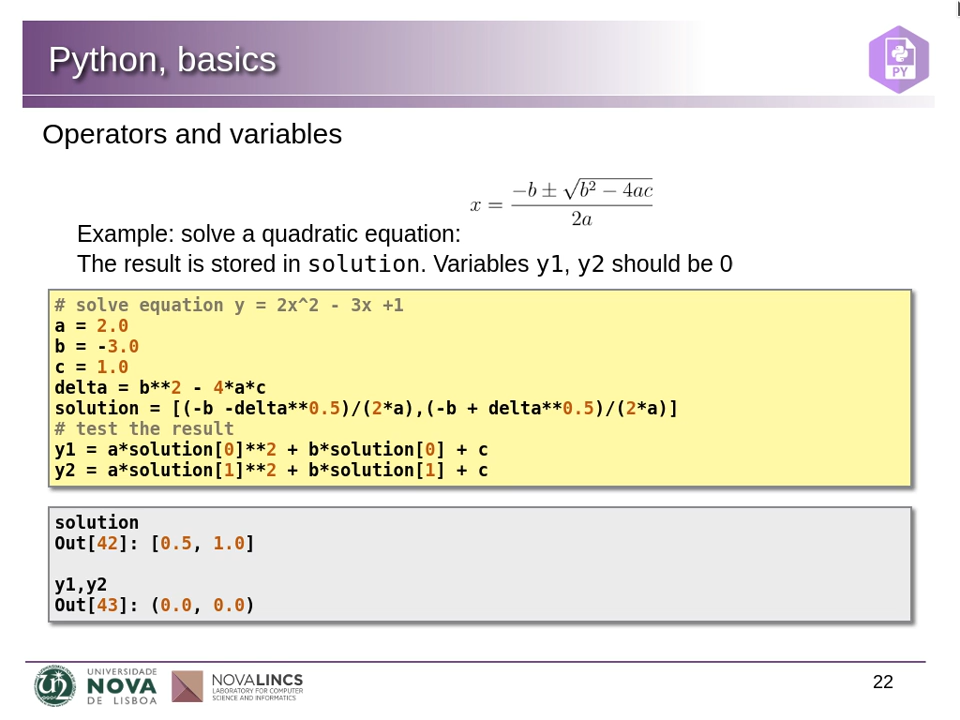 Python, basics
PY
Operators and variables
x = \frac{-b ± \sqrt{b² − 4ac}}{2a}
Example: solve a quadratic equation:
The result is stored in solution. Variables y1, y2 should be 0
# solve equation y = 2x^2 - 3x +1
a = 2.0
b = -3.0
c = 1.0
delta = b**2 - 4*a*c
solution = [(-b -delta**0.5)/(2*a),(-b + delta**0.5)/(2*a)]
# test the result
y1 = a*solution[0]**2 + b*solution[0] + c
y2 = a*solution[1]**2 + b*solution[1] + c
solution
Out[42]: [0.5, 1.0]
y1,y2
Out[43]: (0.0, 0.0)
UNIVERSIDADE
NOVA
DE LISBOA
NOVALINCS
LABORATORY FOR COMPUTER
SCIENCE AND INFORMATICS
22